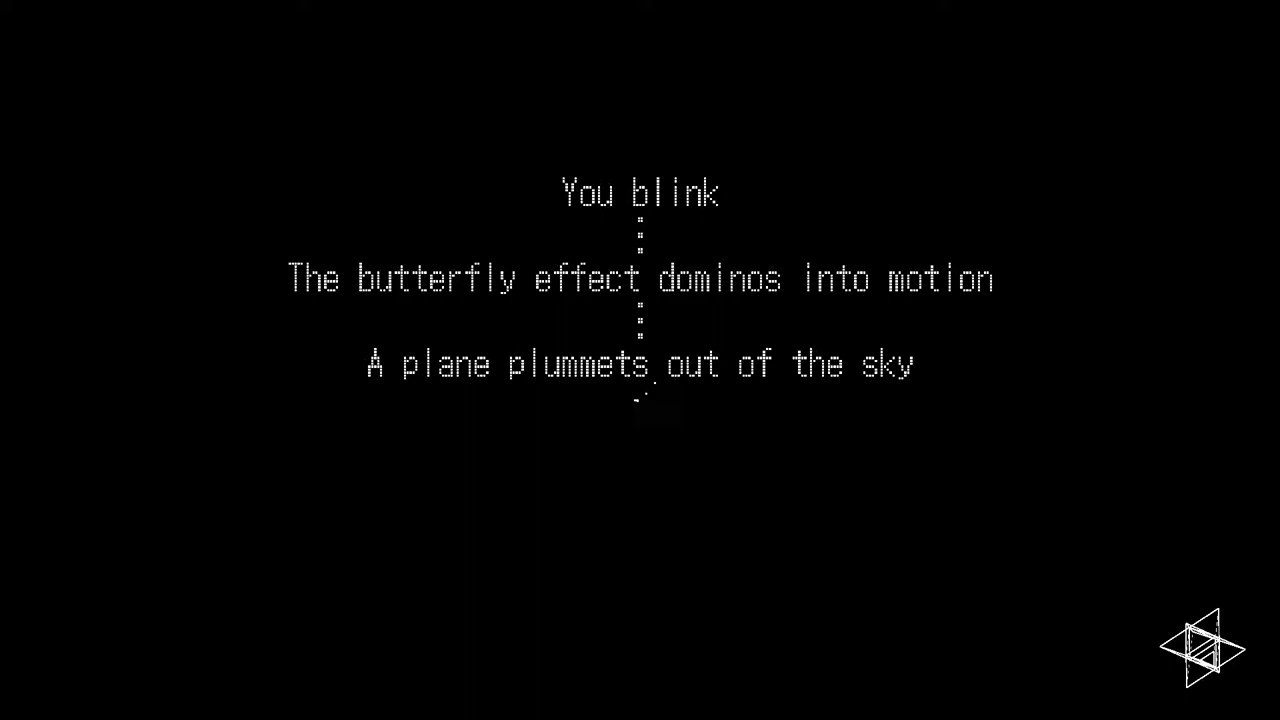 You blink
The butterfly effect dominos into motion
A plane plummets out of the sky